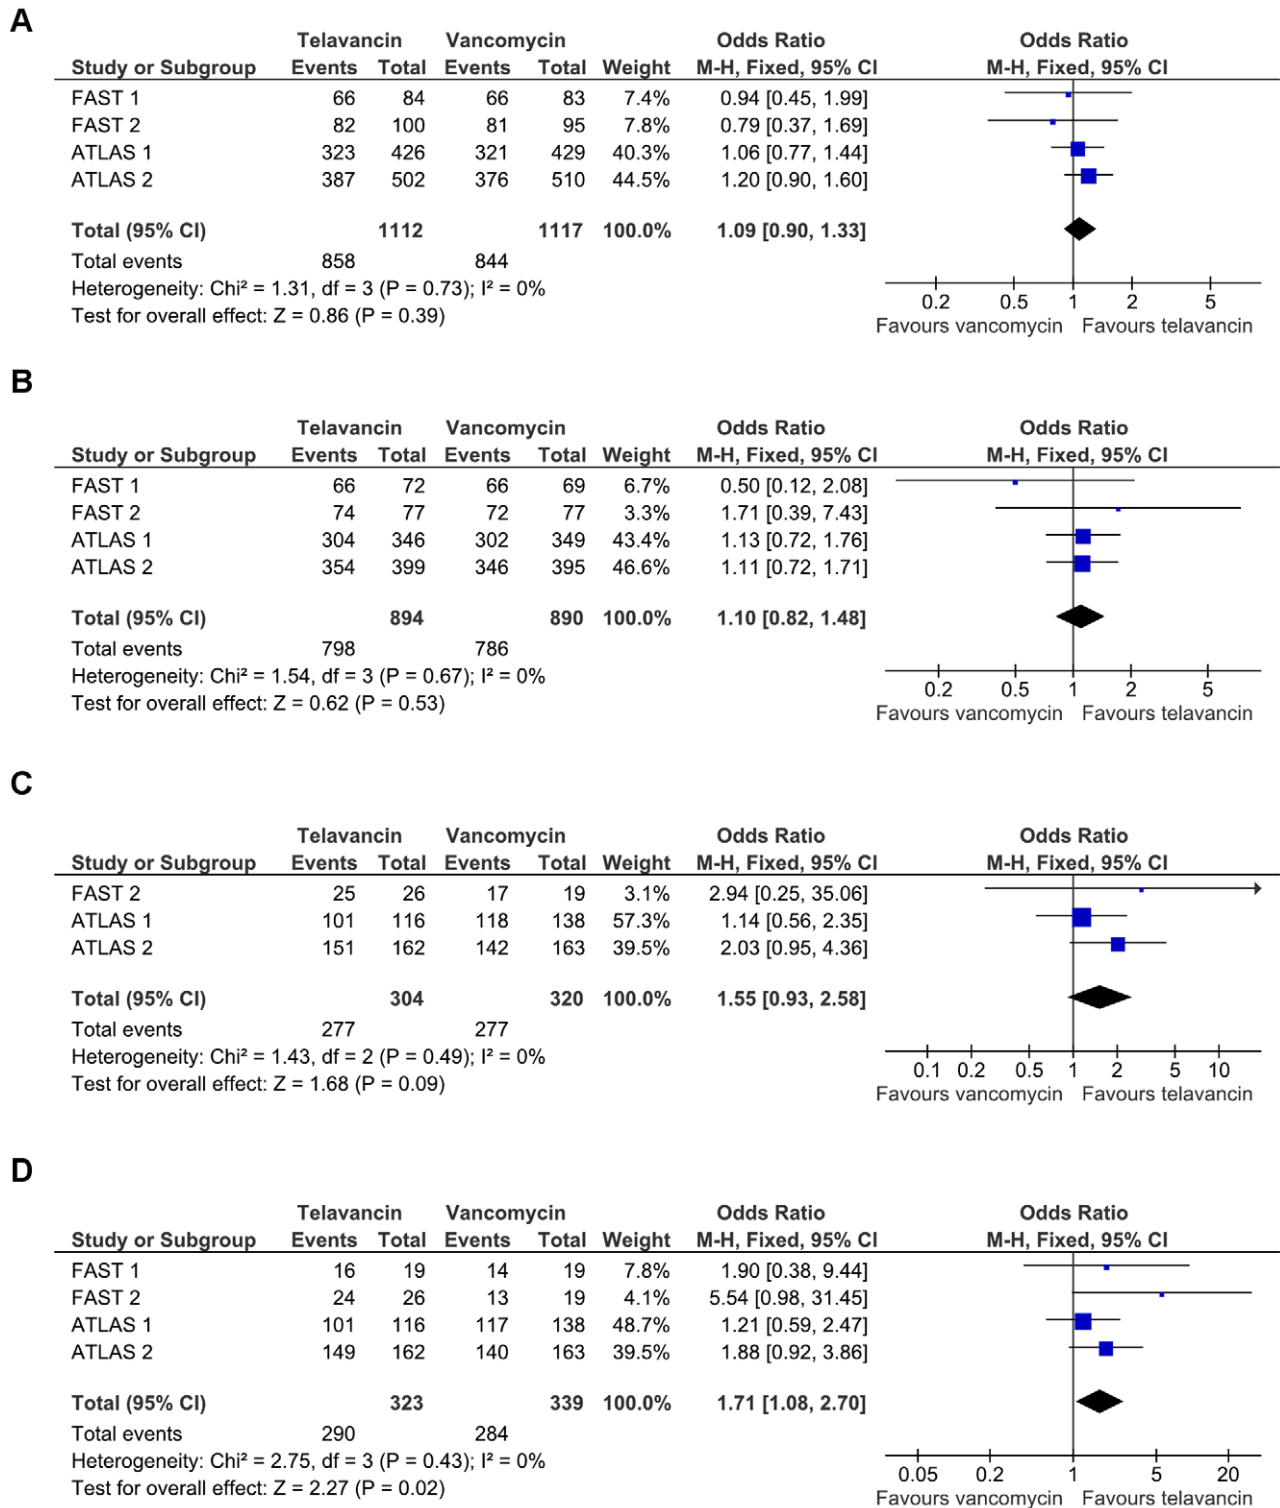 A
Telavancin Vancomycin Odds Ratio Odds Ratio
Study or Subgroup Events Total Events Total Weight M-H, Fixed, 95% CI M-H, Fixed, 95% CI
FAST 1 66 84 66 83 7.4% 0.94 [0.45, 1.99]
FAST 2 82 100 81 95 7.8% 0.79 [0.37, 1.69]
ATLAS 1 323 426 321 429 40.3% 1.06 [0.77, 1.44]
ATLAS 2 387 502 376 510 44.5% 1.20 [0.90, 1.60]
Total (95% CI) 1112 1117 100.0% 1.09 [0.90, 1.33]
Total events 858 844
Heterogeneity: Chi² = 1.31, df = 3 (P = 0.73); I² = 0%
Test for overall effect: Z = 0.86 (P = 0.39)
0.2 0.5 1 2 5
Favours vancomycin Favours telavancin
B
Telavancin Vancomycin Odds Ratio Odds Ratio
Study or Subgroup Events Total Events Total Weight M-H, Fixed, 95% CI M-H, Fixed, 95% CI
FAST 1 66 72 66 69 6.7% 0.50 [0.12, 2.08]
FAST 2 74 77 72 77 3.3% 1.71 [0.39, 7.43]
ATLAS 1 304 346 302 349 43.4% 1.13 [0.72, 1.76]
ATLAS 2 354 399 346 395 46.6% 1.11 [0.72, 1.71]
Total (95% CI) 894 890 100.0% 1.10 [0.82, 1.48]
Total events 798 786
Heterogeneity: Chi² = 1.54, df = 3 (P = 0.67); I² = 0%
Test for overall effect: Z = 0.62 (P = 0.53)
0.2 0.5 1 2 5
Favours vancomycin Favours telavancin
C
Telavancin Vancomycin Odds Ratio Odds Ratio
Study or Subgroup Events Total Events Total Weight M-H, Fixed, 95% CI M-H, Fixed, 95% CI
FAST 2 25 26 17 19 3.1% 2.94 [0.25, 35.06]
ATLAS 1 101 116 118 138 57.3% 1.14 [0.56, 2.35]
ATLAS 2 151 162 142 163 39.5% 2.03 [0.95, 4.36]
Total (95% CI) 304 320 100.0% 1.55 [0.93, 2.58]
Total events 277 277
Heterogeneity: Chi² = 1.43, df = 2 (P = 0.49); I² = 0%
Test for overall effect: Z = 1.68 (P = 0.09)
0.1 0.2 0.5 1 2 5 10
Favours vancomycin Favours telavancin
D
Telavancin Vancomycin Odds Ratio Odds Ratio
Study or Subgroup Events Total Events Total Weight M-H, Fixed, 95% CI M-H, Fixed, 95% CI
FAST 1 16 19 14 19 7.8% 1.90 [0.38, 9.44]
FAST 2 24 26 13 19 4.1% 5.54 [0.98, 31.45]
ATLAS 1 101 116 117 138 48.7% 1.21 [0.59, 2.47]
ATLAS 2 149 162 140 163 39.5% 1.88 [0.92, 3.86]
Total (95% CI) 323 339 100.0% 1.71 [1.08, 2.70]
Total events 290 284
Heterogeneity: Chi² = 2.75, df = 3 (P = 0.43); I² = 0%
Test for overall effect: Z = 2.27 (P = 0.02)
0.05 0.2 1 5 20
Favours vancomycin Favours telavancin